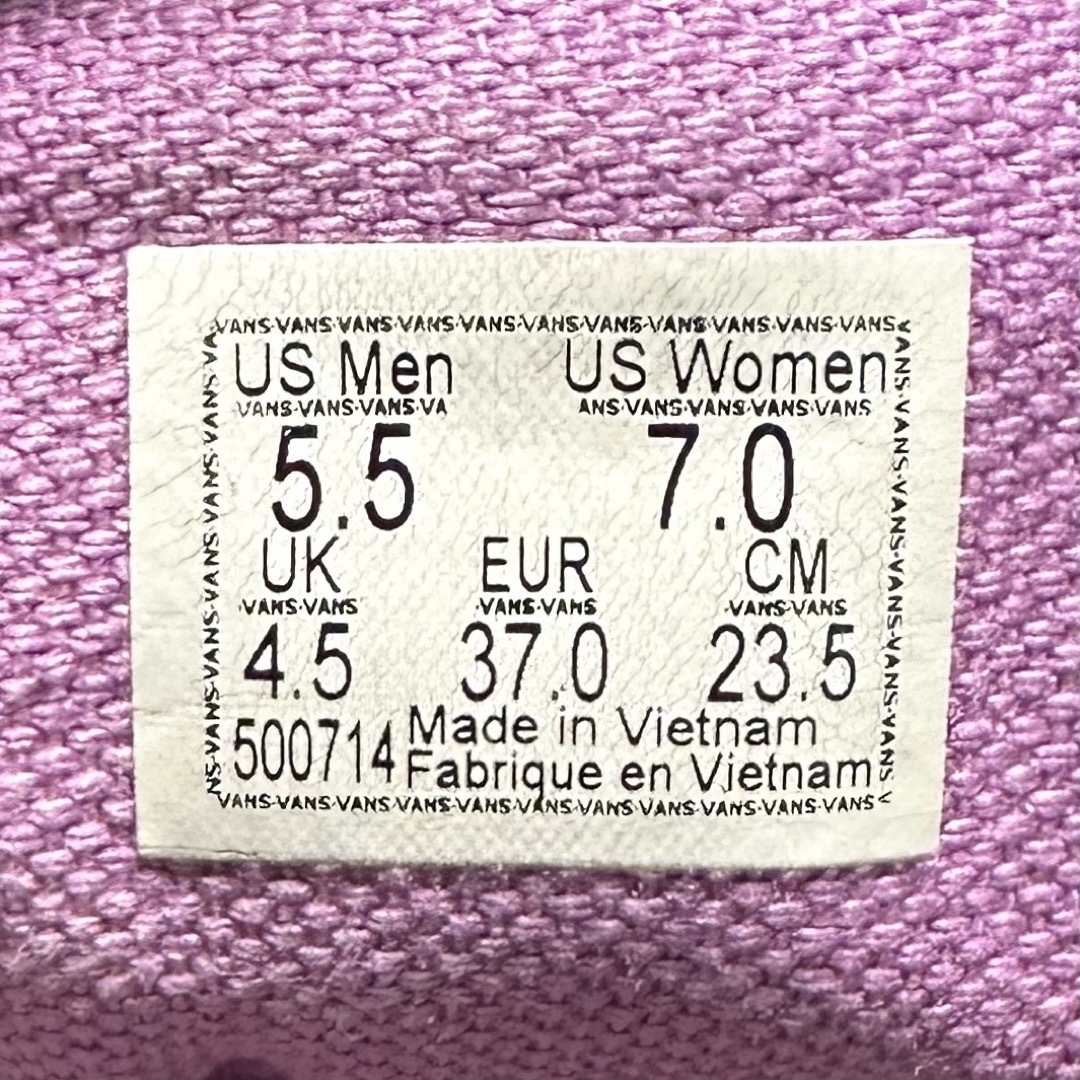 VANS·VANS·VANS·VANS·VANS·VANS·VANS·VANS·VANS·VANS·VANS
US Men US Women
VANS·VANS·VANS·VA ANS·VANS·VANS·VANS·VANS
5.5 7.0
UK EUR CM
VANS·VANS VANS·VANS VANS·VANS
4.5 37.0 23.5
500714 Made in Vietnam
Fabrique en Vietnam
VANS·VANS·VANS·VANS·VANS·VANS·VANS·VANS·VANS·VANS·VANS